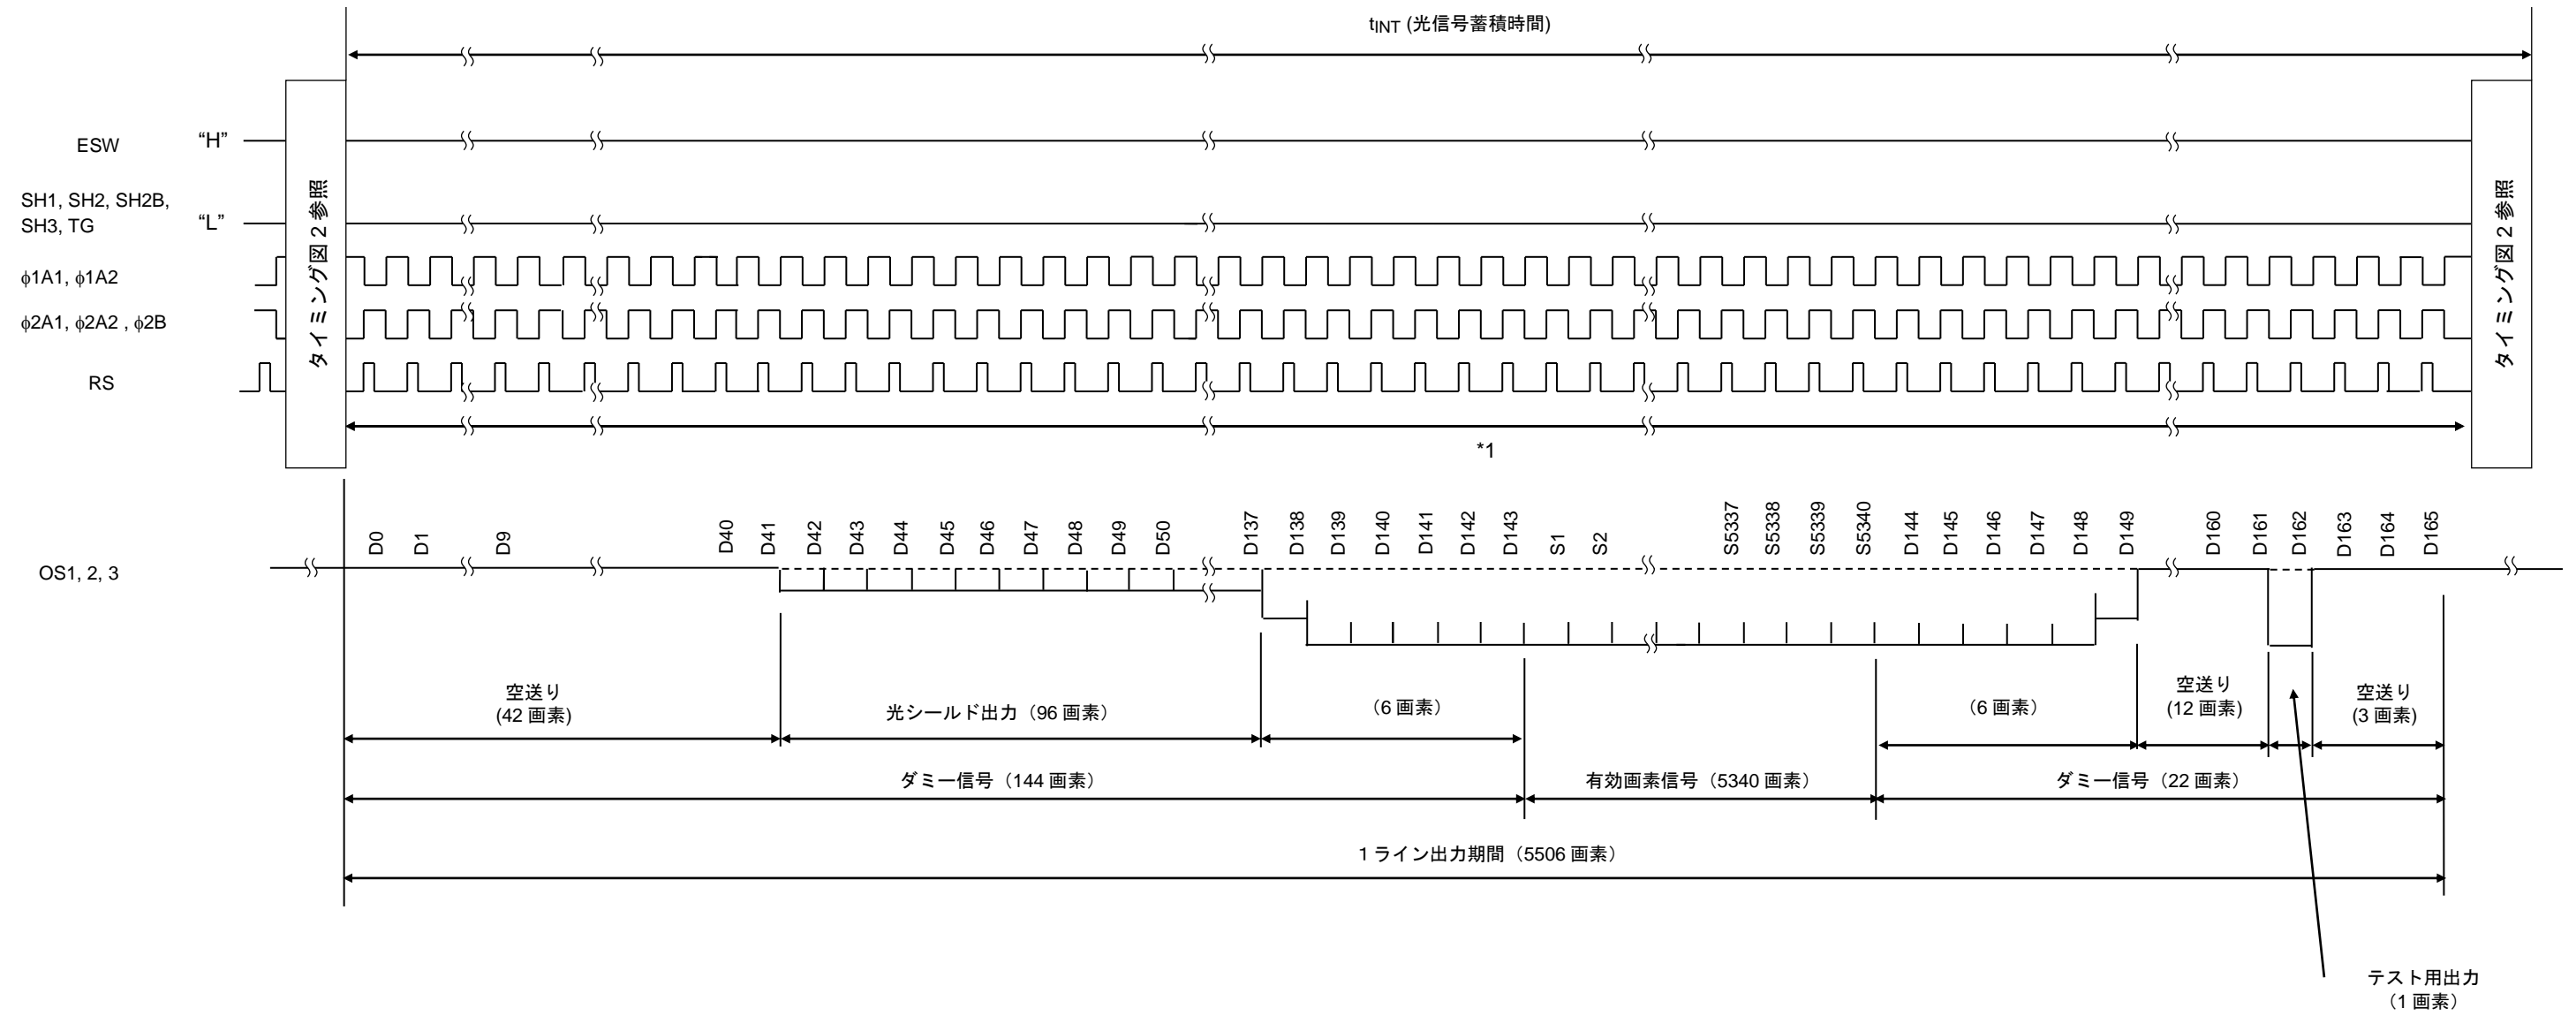 tINT (光信号蓄積時間)
ESW
“H”
SH1, SH2, SH2B,
SH3, TG
“L”
φ1A1, φ1A2
φ2A1, φ2A2 , φ2B
RS
タイミング図 2 参照
タイミング図 2 参照
*1
D0
D1
D9
D40
D41
D42
D43
D44
D45
D46
D47
D48
D49
D50
D137
D138
D139
D140
D141
D142
D143
S1
S2
S5337
S5338
S5339
S5340
D144
D145
D146
D147
D148
D149
D160
D161
D162
D163
D164
D165
OS1, 2, 3
空送り
(42 画素)
光シールド出力（96 画素）
（6 画素）
（6 画素）
空送り
(12 画素)
空送り
(3 画素)
ダミー信号（144 画素）
有効画素信号（5340 画素）
ダミー信号（22 画素）
1 ライン出力期間（5506 画素）
テスト用出力
（1 画素）